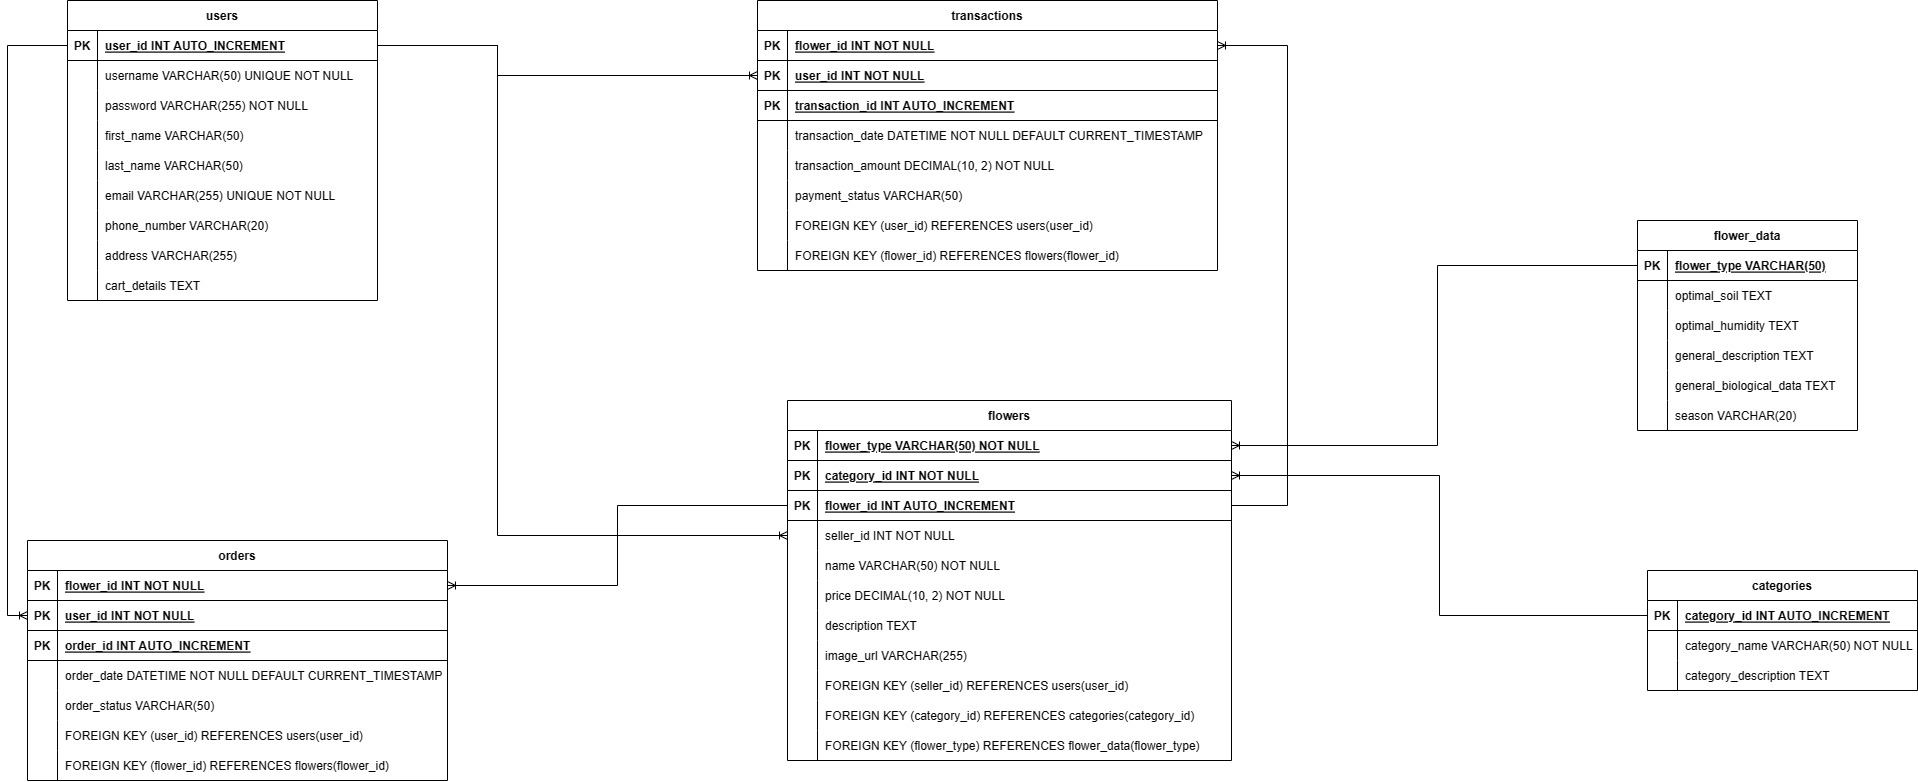 users
PK user_id INT AUTO_INCREMENT
username VARCHAR(50) UNIQUE NOT NULL
password VARCHAR(255) NOT NULL
first_name VARCHAR(50)
last_name VARCHAR(50)
email VARCHAR(255) UNIQUE NOT NULL
phone_number VARCHAR(20)
address VARCHAR(255)
cart_details TEXT
transactions
PK flower_id INT NOT NULL
PK user_id INT NOT NULL
PK transaction_id INT AUTO_INCREMENT
transaction_date DATETIME NOT NULL DEFAULT CURRENT_TIMESTAMP
transaction_amount DECIMAL(10, 2) NOT NULL
payment_status VARCHAR(50)
FOREIGN KEY (user_id) REFERENCES users(user_id)
FOREIGN KEY (flower_id) REFERENCES flowers(flower_id)
flower_data
PK flower_type VARCHAR(50)
optimal_soil TEXT
optimal_humidity TEXT
general_description TEXT
general_biological_data TEXT
season VARCHAR(20)
flowers
PK flower_type VARCHAR(50) NOT NULL
PK category_id INT NOT NULL
PK flower_id INT AUTO_INCREMENT
seller_id INT NOT NULL
name VARCHAR(50) NOT NULL
price DECIMAL(10, 2) NOT NULL
description TEXT
image_url VARCHAR(255)
FOREIGN KEY (seller_id) REFERENCES users(user_id)
FOREIGN KEY (category_id) REFERENCES categories(category_id)
FOREIGN KEY (flower_type) REFERENCES flower_data(flower_type)
orders
PK flower_id INT NOT NULL
PK user_id INT NOT NULL
PK order_id INT AUTO_INCREMENT
order_date DATETIME NOT NULL DEFAULT CURRENT_TIMESTAMP
order_status VARCHAR(50)
FOREIGN KEY (user_id) REFERENCES users(user_id)
FOREIGN KEY (flower_id) REFERENCES flowers(flower_id)
categories
PK category_id INT AUTO_INCREMENT
category_name VARCHAR(50) NOT NULL
category_description TEXT